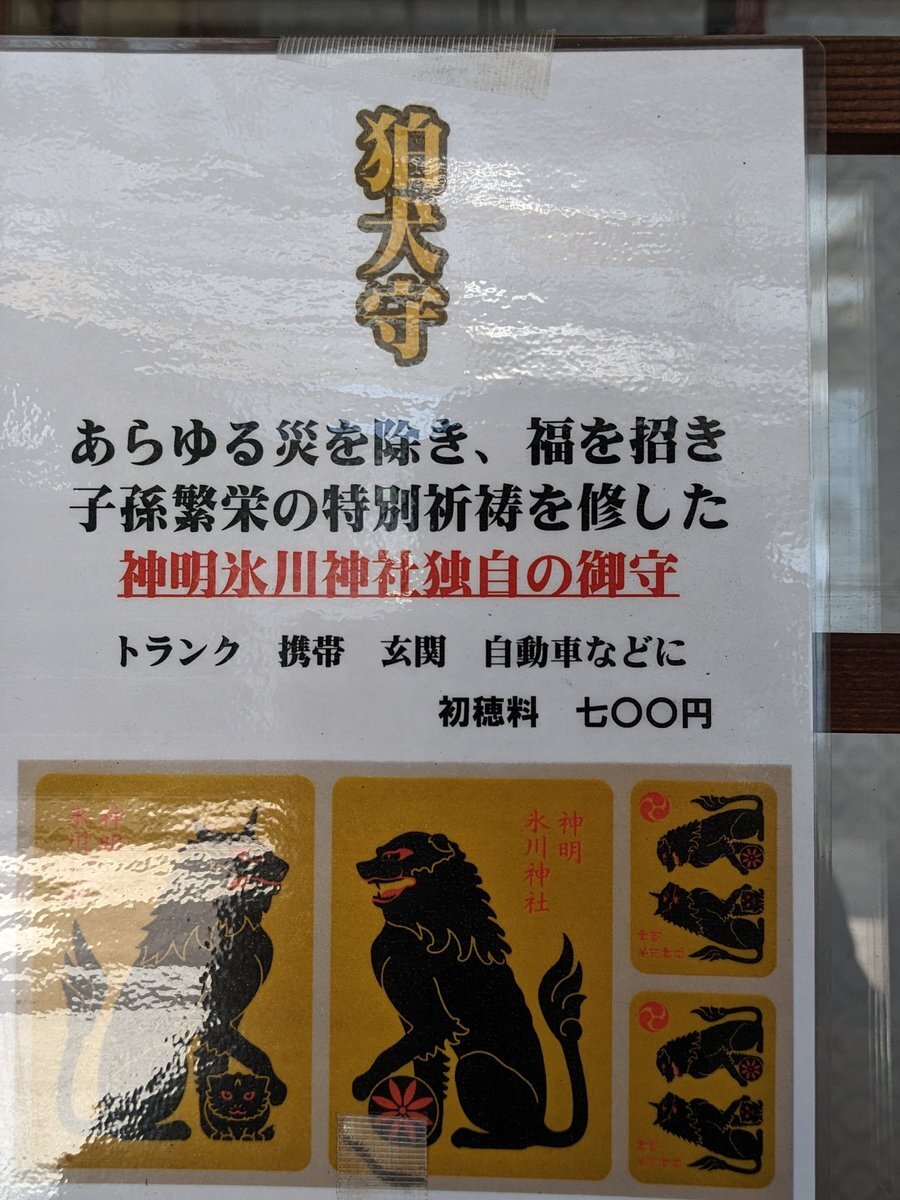 狛犬守
あらゆる災を除き、福を招き
子孫繁栄の特別祈祷を修した
神明氷川神社独自の御守
トランク　携帯　玄関　自動車などに
初穂料　七〇〇円
神明
神明
氷川神社